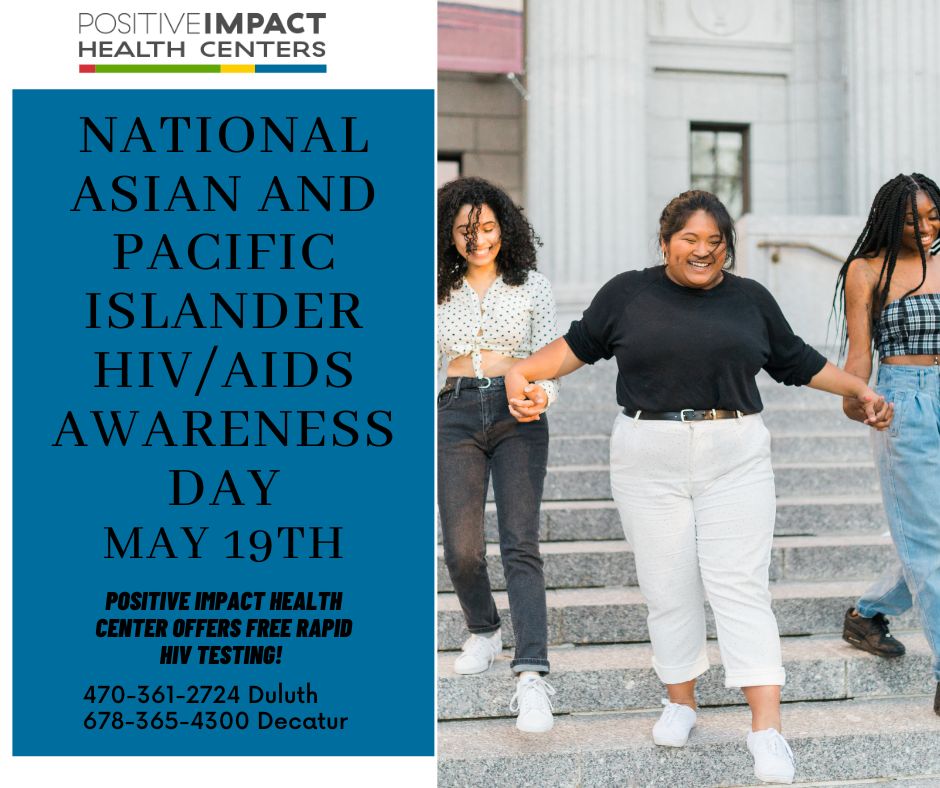 POSITIVEIMPACT
HEALTH CENTERS
NATIONAL
ASIAN AND
PACIFIC
ISLANDER
HIV/AIDS
AWARENESS
DAY
MAY 19TH
POSITIVE IMPACT HEALTH
CENTER OFFERS FREE RAPID
HIV TESTING!
470-361-2724 Duluth
678-365-4300 Decatur